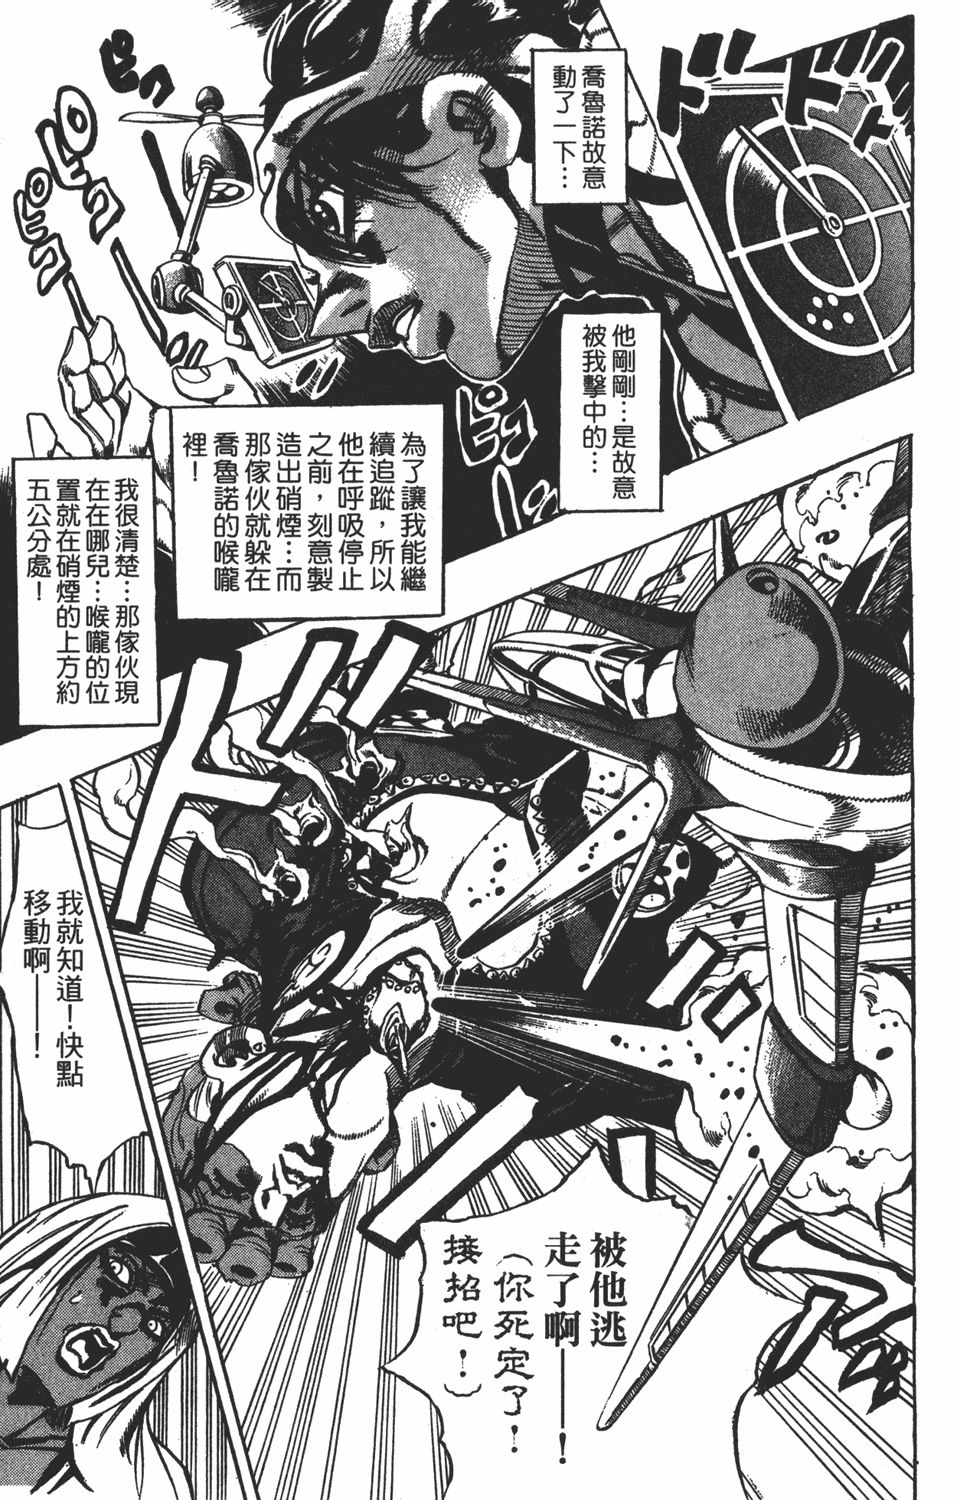 ドド
喬魯諾故意
動了一下…
他剛剛…是故意
被我擊中的…
ピク
ピク
ピク
ピク
為了讓我能繼
續追蹤，所以
他在呼吸停止
之前，刻意製
造出硝煙…而
那傢伙就躲在
喬魯諾的喉嚨
裡！
我很清楚…那傢伙現
在在哪兒…喉嚨的位
置就在硝煙的上方約
五公分處！
被他逃
走了啊──！
（你死定了！
接招吧！）
我就知道！快點
移動啊──！